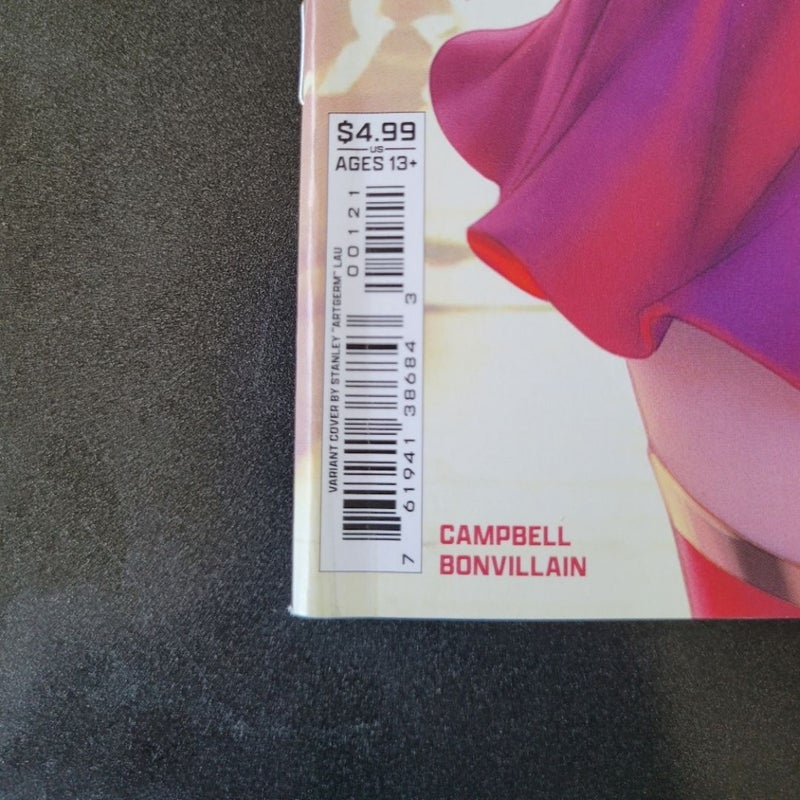 $4.99
US
AGES 13+
00121
VARIANT COVER BY STANLEY "ARTGERM" LAU
7 61941 38684 3
CAMPBELL
BONVILLAIN